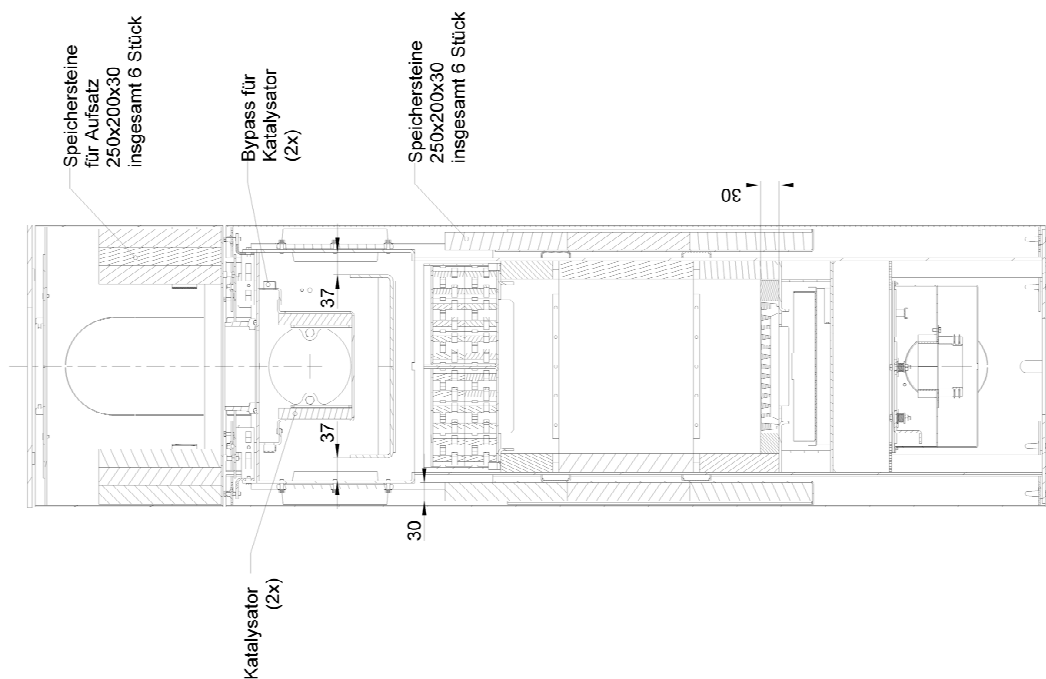 Speichersteine
für Aufsatz
250x200x30
insgesamt 6 Stück
Bypass für
Katalysator
(2x)
Speichersteine
250x200x30
insgesamt 6 Stück
30
37
37
30
Katalysator
(2x)